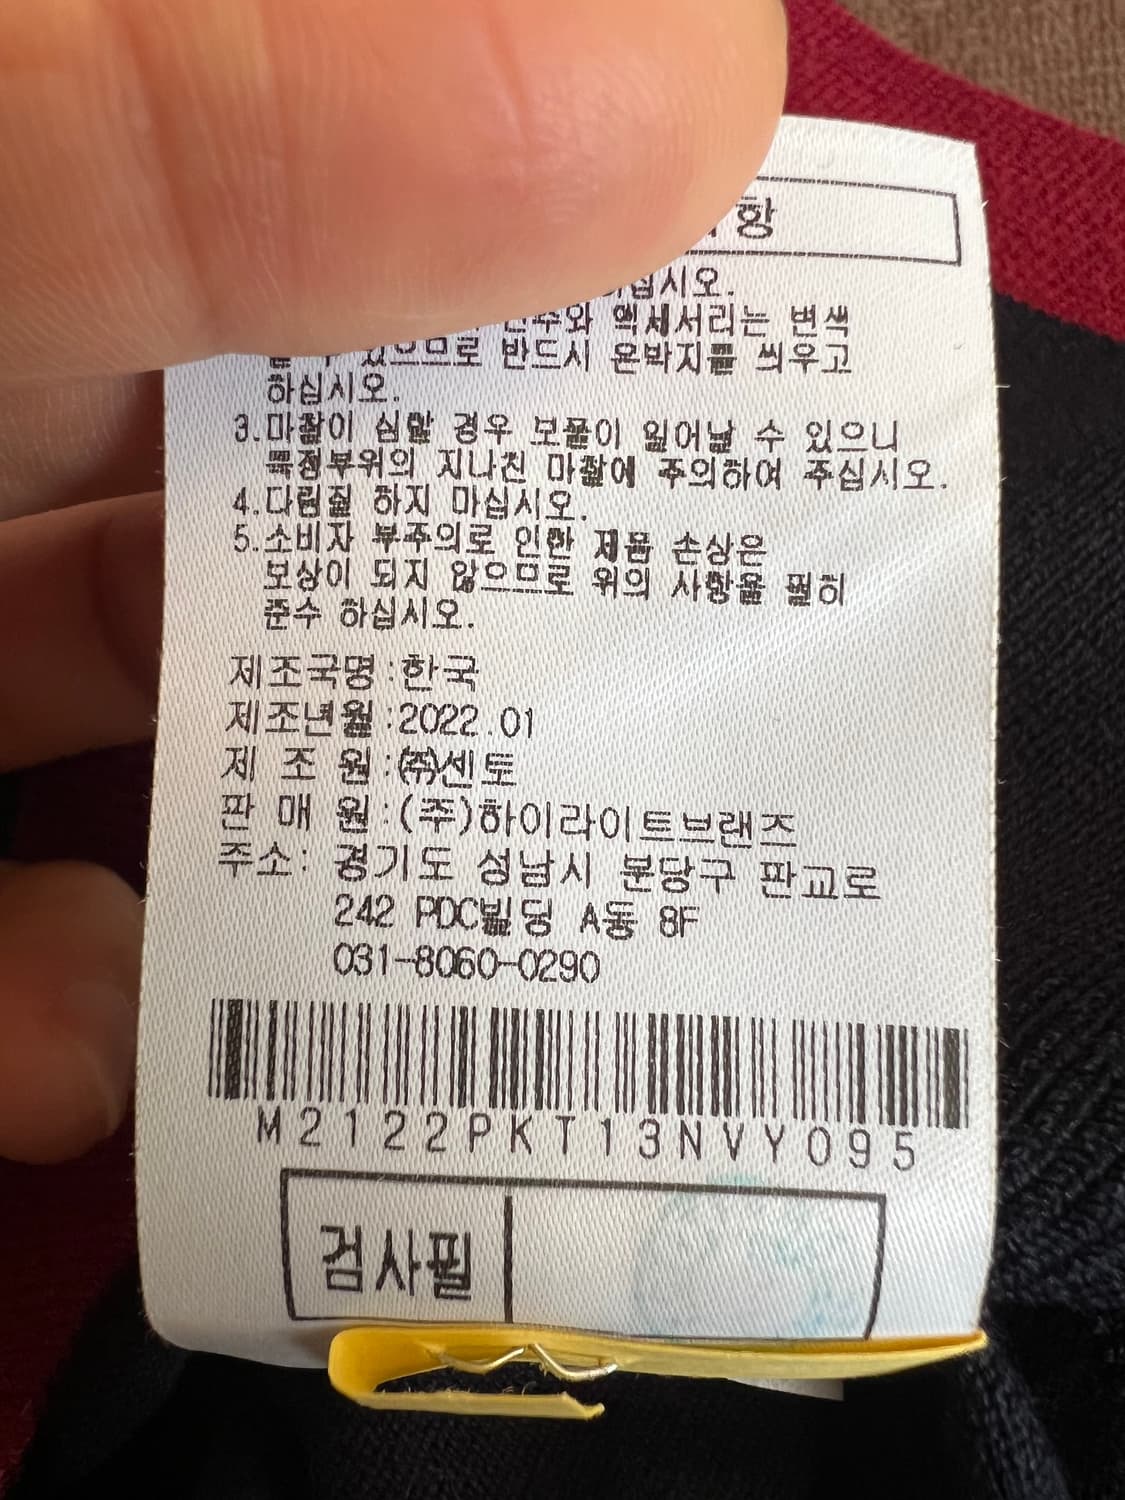 항
하십시오.
진주와 악세서리는 변색
될 수 있으므로 반드시 은박지를 씌우고
하십시오.
3.마찰이 심할 경우 보풀이 일어날 수 있으니
특정부위의 지나친 마찰에 주의하여 주십시오.
4.다림질 하지 마십시오.
5.소비자 부주의로 인한 제품 손상은
보상이 되지 않으므로 위의 사항을 필히
준수 하십시오.
제조국명:한국
제조년월:2022.01
제 조 원:㈜센토
판 매 원:(주)하이라이트브랜즈
주소: 경기도 성남시 분당구 판교로
242 PDC빌딩 A동 8F
031-8060-0290
M2122PKT13NVY095
검사필